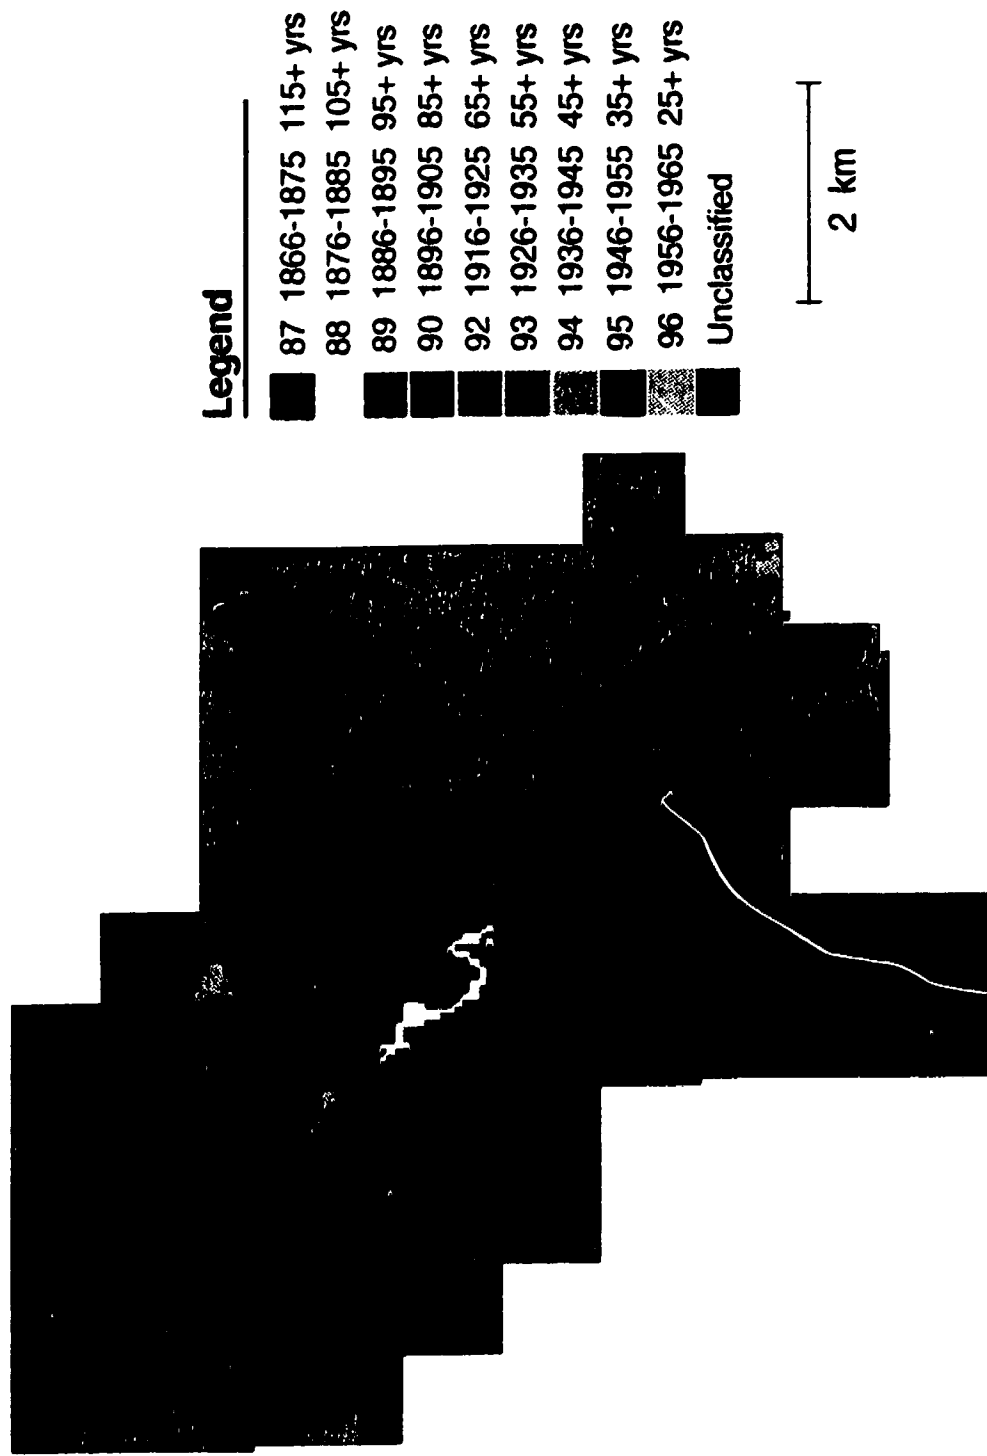 Legend
87 1866-1875 115+ yrs
88 1876-1885 105+ yrs
89 1886-1895 95+ yrs
90 1896-1905 85+ yrs
92 1916-1925 65+ yrs
93 1926-1935 55+ yrs
94 1936-1945 45+ yrs
95 1946-1955 35+ yrs
96 1956-1965 25+ yrs
Unclassified
2 km